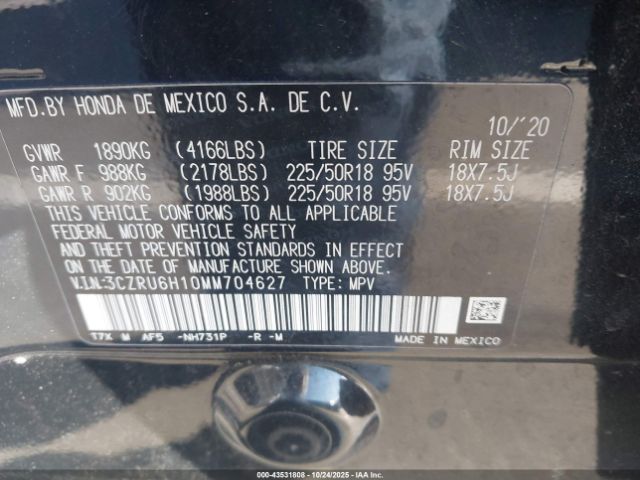 MFD.BY HONDA DE MEXICO S.A. DE C.V.
10/'20
GVWR 1890KG (4166LBS) TIRE SIZE RIM SIZE
GAWR F 988KG (2178LBS) 225/50R18 95V 18X7.5J
GAWR R 902KG (1988LBS) 225/50R18 95V 18X7.5J
THIS VEHICLE CONFORMS TO ALL APPLICABLE
FEDERAL MOTOR VEHICLE SAFETY
AND THEFT PREVENTION STANDARDS IN EFFECT
ON THE DATE OF MANUFACTURE SHOWN ABOVE.
V.I.N:3CZRU6H10MM704627 TYPE: MPV
T7X M AF5 -NH731P -R -M MADE IN MEXICO
000-43531808 - 10/24/2025 - COPYRIGHT IAA, LLC.